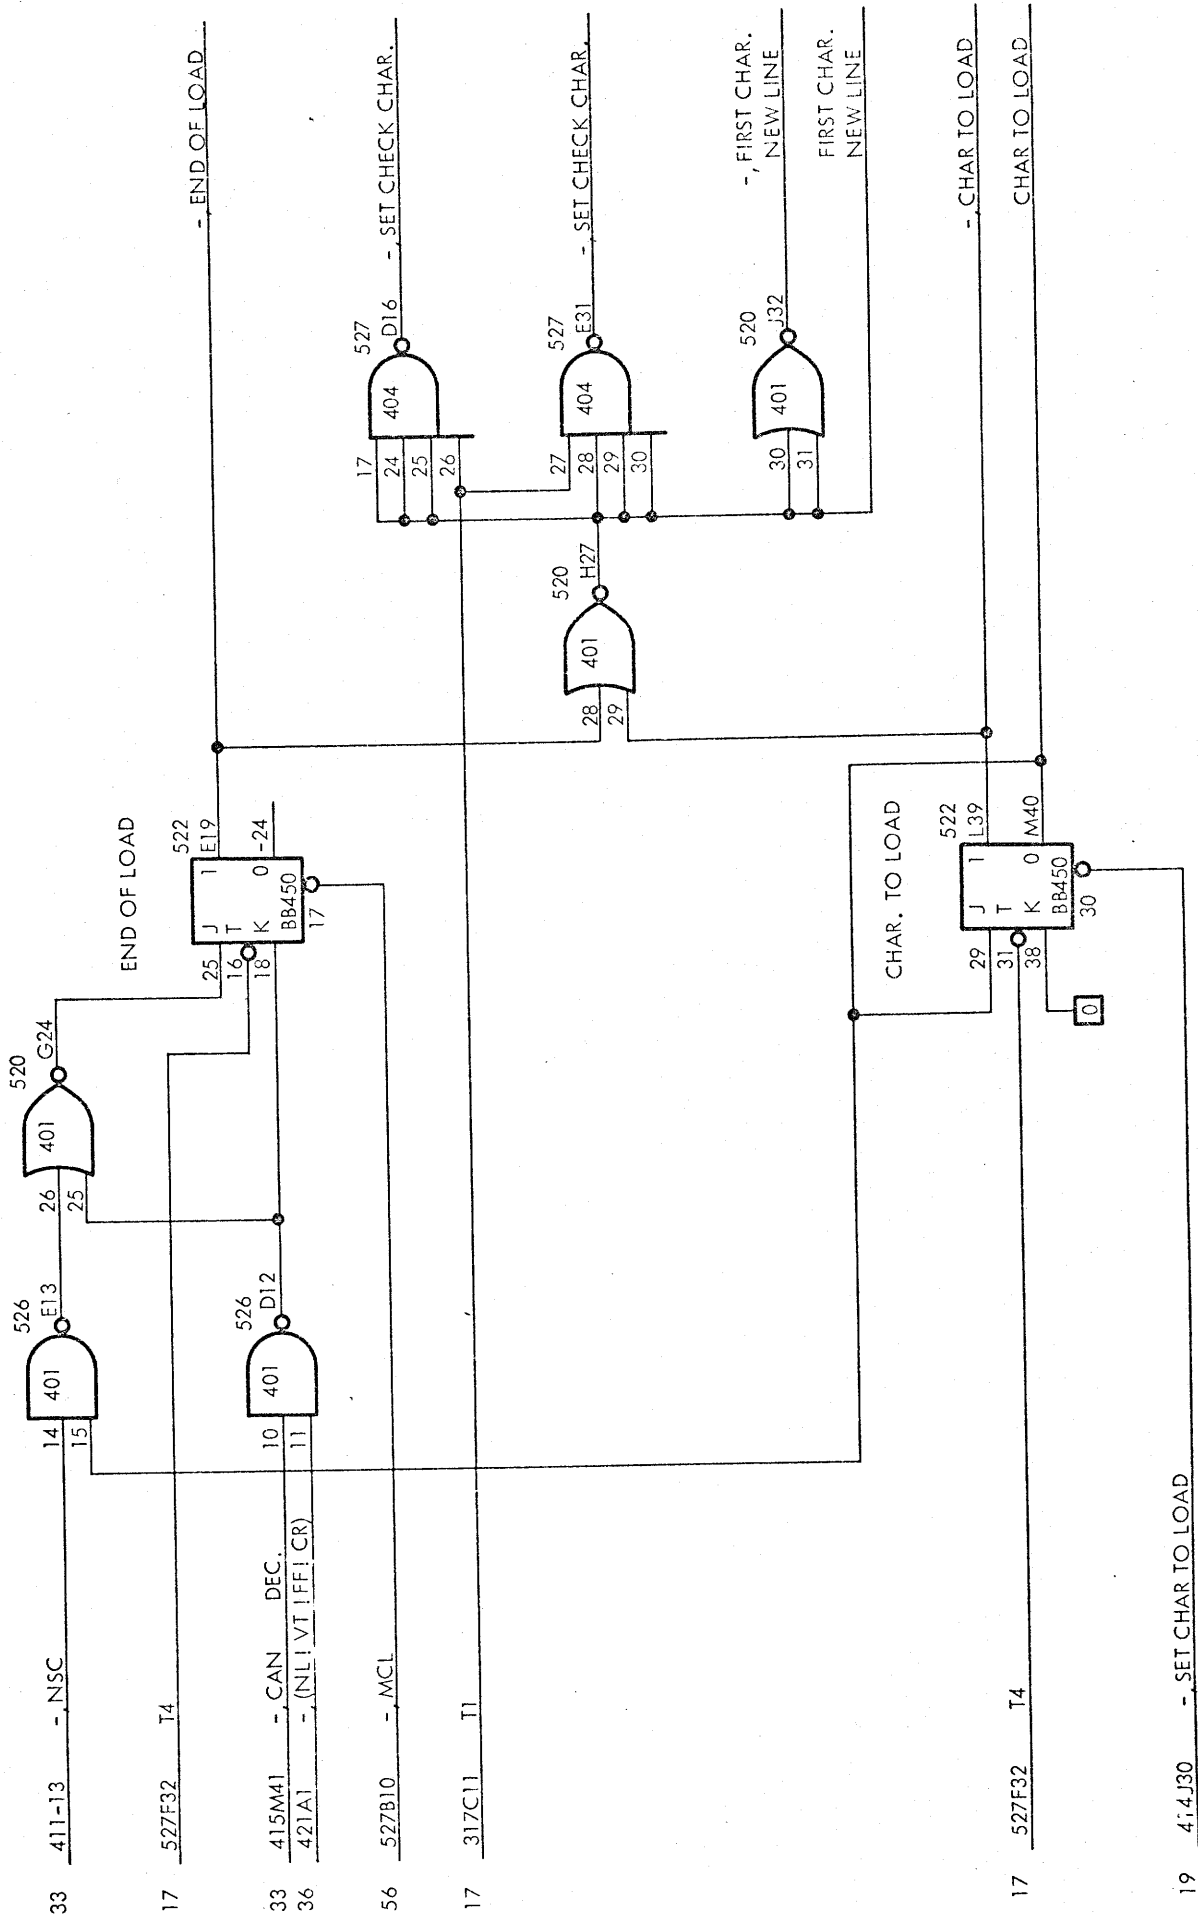 33 411-13 -,NSC
17 527F32 T4
33 415M41 -,CAN DEC.
36 421A1 -,(NL!VT!FF!CR)
56 527B10 -,MCL
17 317C11 T1
17 527F32 T4
19 414J30 -,SET CHAR TO LOAD
14
15
401
526
E13
10
11
401
526
D12
26
25
401
520
G24
END OF LOAD
25
16
18
J
T
K
1
0
BB450
17
522
E19
-24
CHAR. TO LOAD
29
31
38
J
T
K
1
0
BB450
30
522
L39
M40
0
28
29
401
520
H27
17
24
25
26
404
527
D16
27
28
29
30
404
527
E31
30
31
401
520
J32
- END OF LOAD
-,SET CHECK CHAR.
-,SET CHECK CHAR.
-,FIRST CHAR.
NEW LINE
FIRST CHAR.
NEW LINE
-,CHAR TO LOAD
CHAR TO LOAD